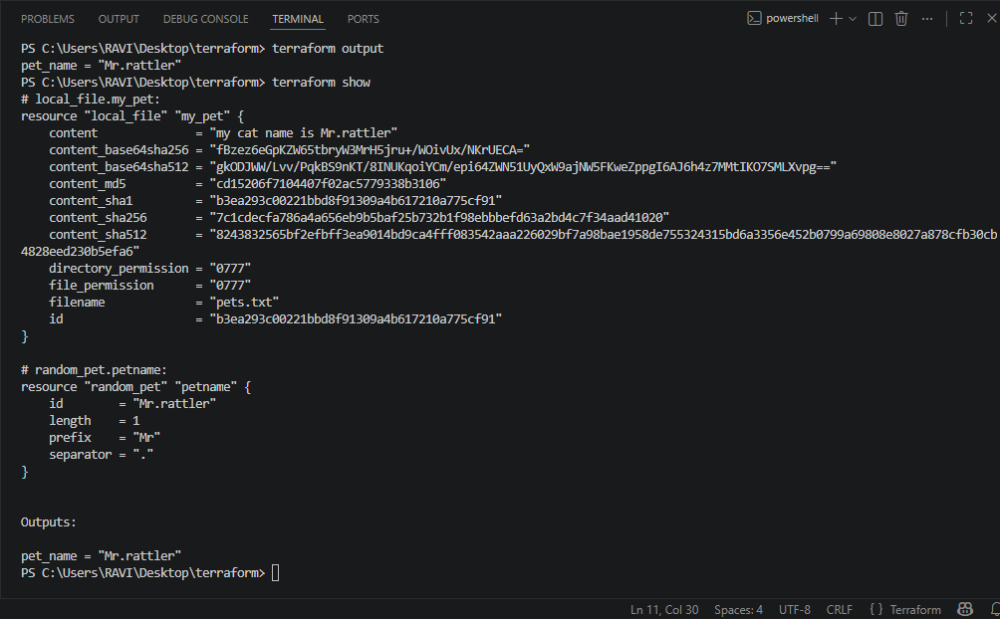 PROBLEMS OUTPUT DEBUG CONSOLE TERMINAL PORTS powershell
PS C:\Users\RAVI\Desktop\terraform> terraform output
pet_name = "Mr.rattler"
PS C:\Users\RAVI\Desktop\terraform> terraform show
# local_file.my_pet:
resource "local_file" "my_pet" {
    content              = "my cat name is Mr.rattler"
    content_base64sha256 = "fBzez6eGpKZW65tbryW3MrH5jru+/WOivUx/NKrUECA="
    content_base64sha512 = "gkODJWW/Lvv/PqkBS9nKT/8INUKqoiYCm/epi64ZWN51UyQxW9ajNW5FKweZppgI6AJ6h4z7MMtIKO7SMLXvpg=="
    content_md5          = "cd15206f7104407f02ac5779338b3106"
    content_sha1         = "b3ea293c00221bbd8f91309a4b617210a775cf91"
    content_sha256       = "7c1cdecfa786a4a656eb9b5baf25b732b1f98ebbbefd63a2bd4c7f34aad41020"
    content_sha512       = "8243832565bf2efbff3ea9014bd9ca4fff083542aaa226029bf7a98bae1958de755324315bd6a3356e452b0799a69808e8027a878cfb30cb
4828eed230b5efa6"
    directory_permission = "0777"
    file_permission      = "0777"
    filename             = "pets.txt"
    id                   = "b3ea293c00221bbd8f91309a4b617210a775cf91"
}
# random_pet.petname:
resource "random_pet" "petname" {
    id        = "Mr.rattler"
    length    = 1
    prefix    = "Mr"
    separator = "."
}
Outputs:
pet_name = "Mr.rattler"
PS C:\Users\RAVI\Desktop\terraform>
Ln 11, Col 30 Spaces: 4 UTF-8 CRLF { } Terraform